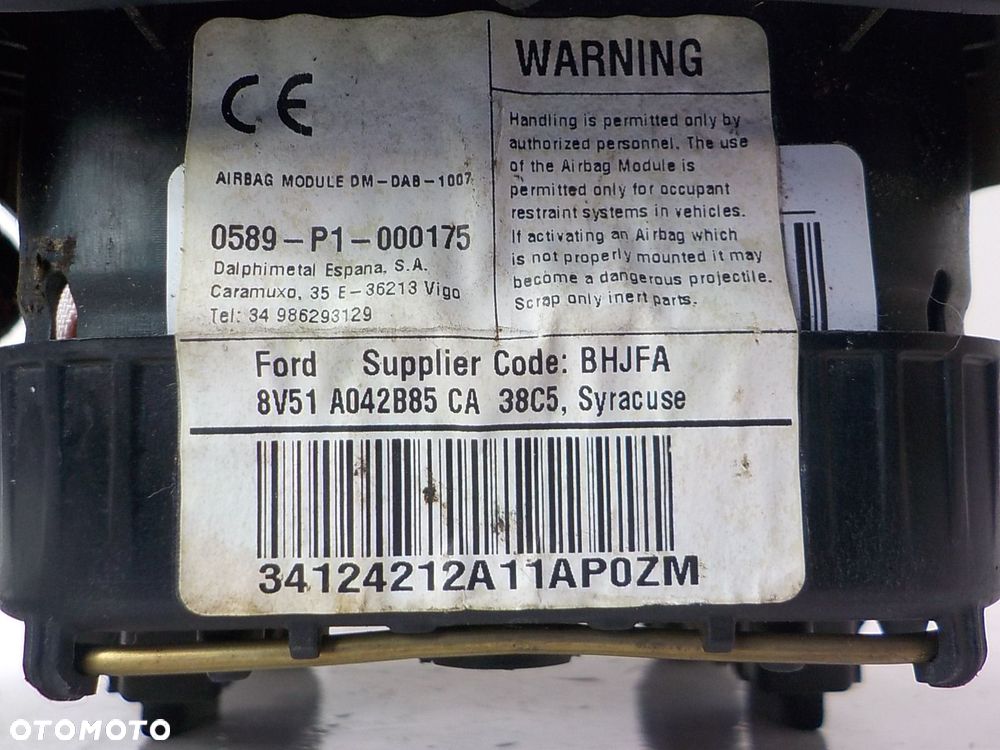 CE
AIRBAG MODULE DM-DAB-1007
0589-P1-000175
Dalphimetal Espana, S.A.
Caramuxo, 35 E-36213 Vigo
Tel: 34 986293129
WARNING
Handling is permitted only by
authorized personnel. The use
of the Airbag Module is
permitted only for occupant
restraint systems in vehicles.
If activating an Airbag which
is not properly mounted it may
become a dangerous projectile.
Scrap only inert parts.
Ford Supplier Code: BHJFA
8V51 A042B85 CA 38C5, Syracuse
34124212A11AP0ZM
OTOMOTO